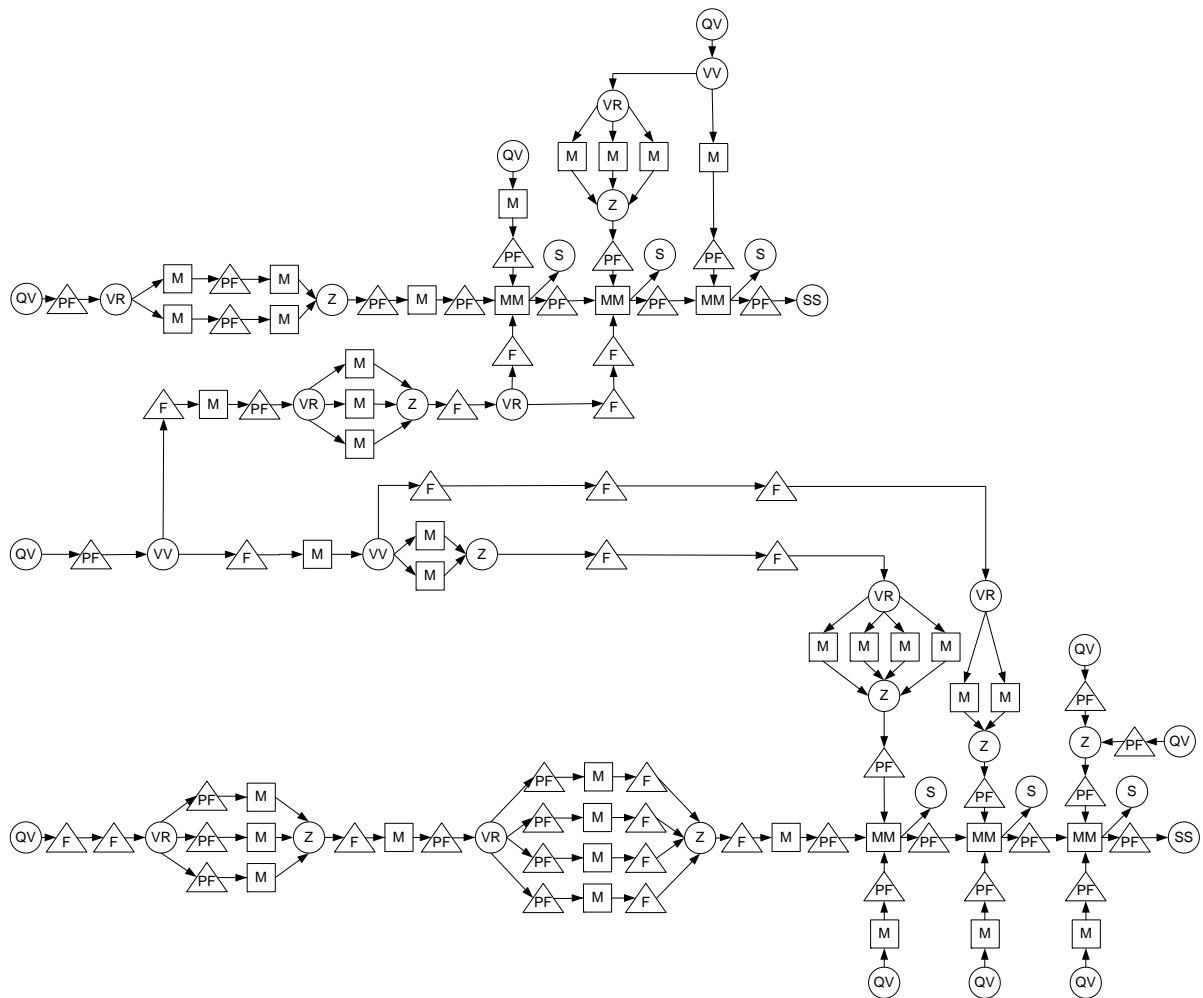 QV
VV
VR
M M M M
QV
M
Z
PF PF PF
S S S
QV PF VR M PF M M PF M Z PF M PF MM PF MM PF MM PF SS
F F
M
F M PF VR M Z F VR F
M
F F F
QV PF VV F M VV M M Z F F
VR VR
M M M M
QV
PF
M M
Z
Z PF QV
Z
PF PF PF
PF M PF M F
S S S
PF M F
QV F F VR PF M Z F M PF VR Z F M PF MM PF MM PF MM PF SS
PF M F
PF M PF M F
PF PF PF
M M M
QV QV QV